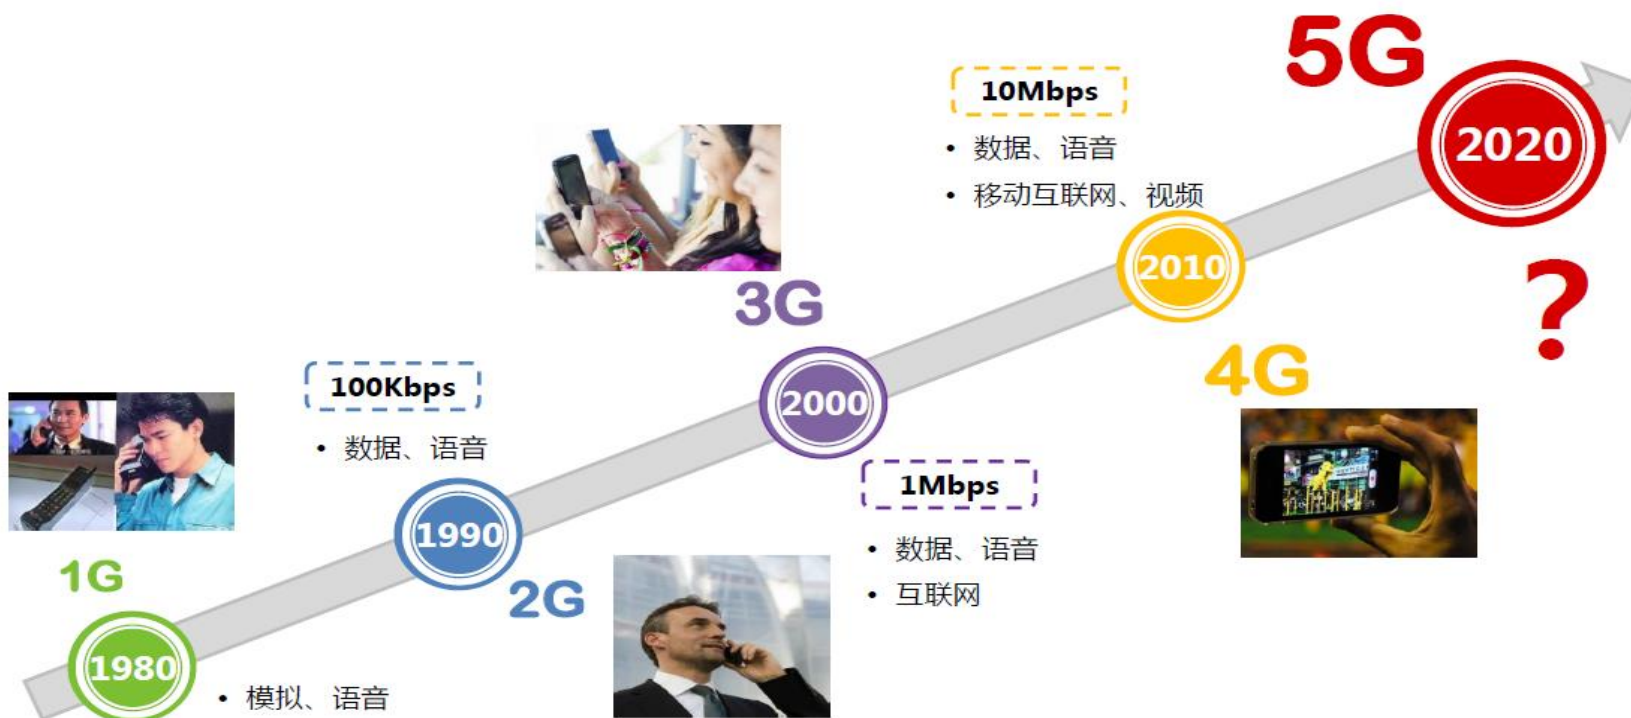 1G
1980
• 模拟、语音
100Kbps
• 数据、语音
1990
2G
3G
2000
1Mbps
• 数据、语音
• 互联网
10Mbps
• 数据、语音
• 移动互联网、视频
2010
4G
5G
2020
?